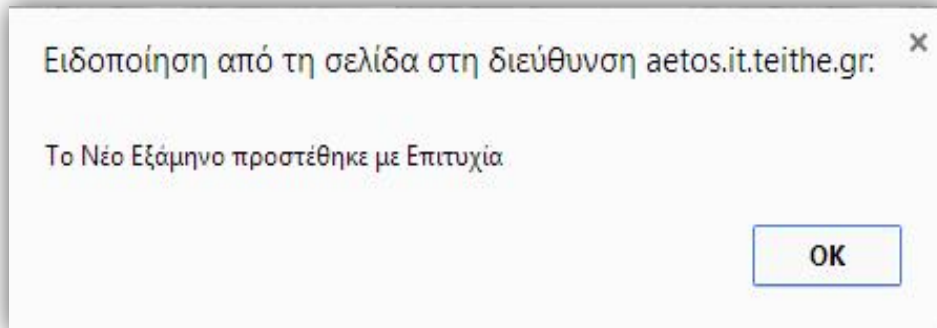 Ειδοποίηση από τη σελίδα στη διεύθυνση aetos.it.teithe.gr:
Το Νέο Εξάμηνο προστέθηκε με Επιτυχία
OK